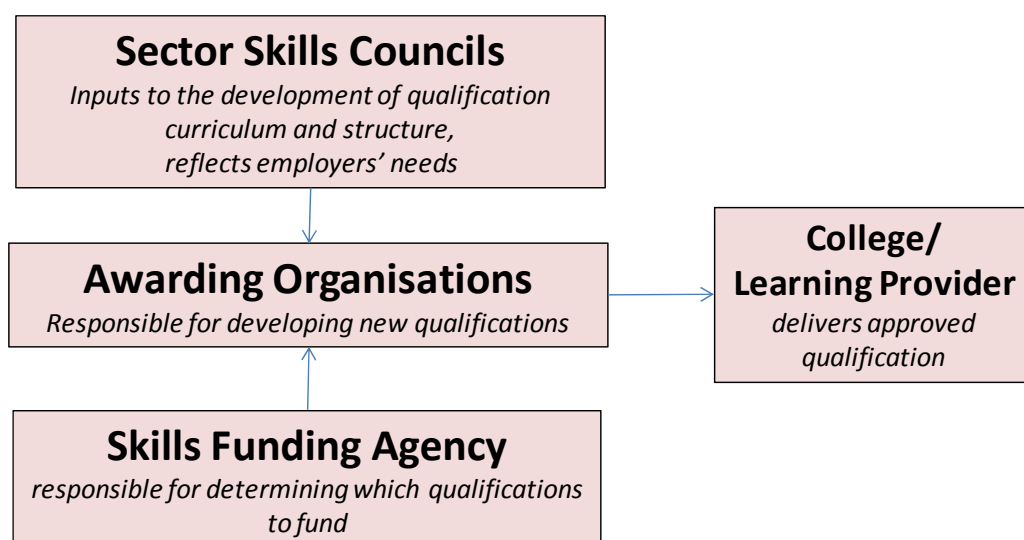 Sector Skills Councils
Inputs to the development of qualification
curriculum and structure,
reflects employers’ needs
Awarding Organisations
Responsible for developing new qualifications
College/
Learning Provider
delivers approved
qualification
Skills Funding Agency
responsible for determining which qualifications
to fund